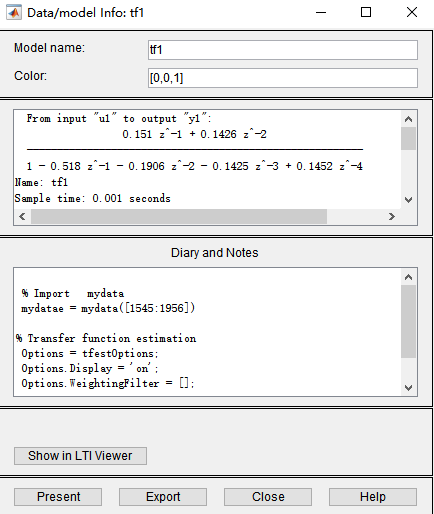 Data/model Info: tf1
Model name:
tf1
Color:
[0,0,1]
From input "u1" to output "y1":
0.151 z^-1 + 0.1426 z^-2
----------------------------------------------------------
1 - 0.518 z^-1 - 0.1906 z^-2 - 0.1425 z^-3 + 0.1452 z^-4
Name: tf1
Sample time: 0.001 seconds
Diary and Notes
% Import   mydata
mydatae = mydata([1545:1956])
% Transfer function estimation
Options = tfestOptions;
Options.Display = 'on';
Options.WeightingFilter = [];
Show in LTI Viewer
Present
Export
Close
Help